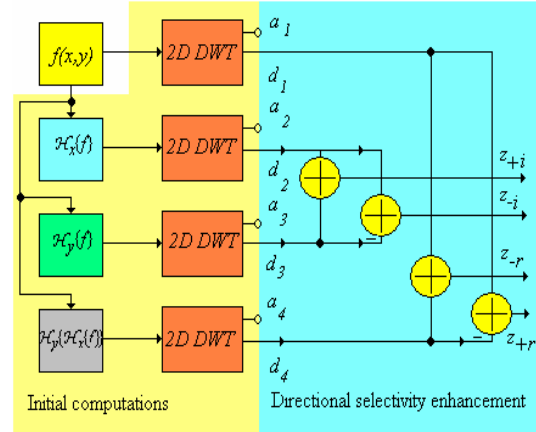 f(x,y)
2D DWT
a1
d1
ℋx{f}
2D DWT
a2
d2
z+i
ℋy{f}
2D DWT
a3
d3
z-i
z-r
ℋy{ℋx{f}}
2D DWT
a4
d4
z+r
Initial computations
Directional selectivity enhancement